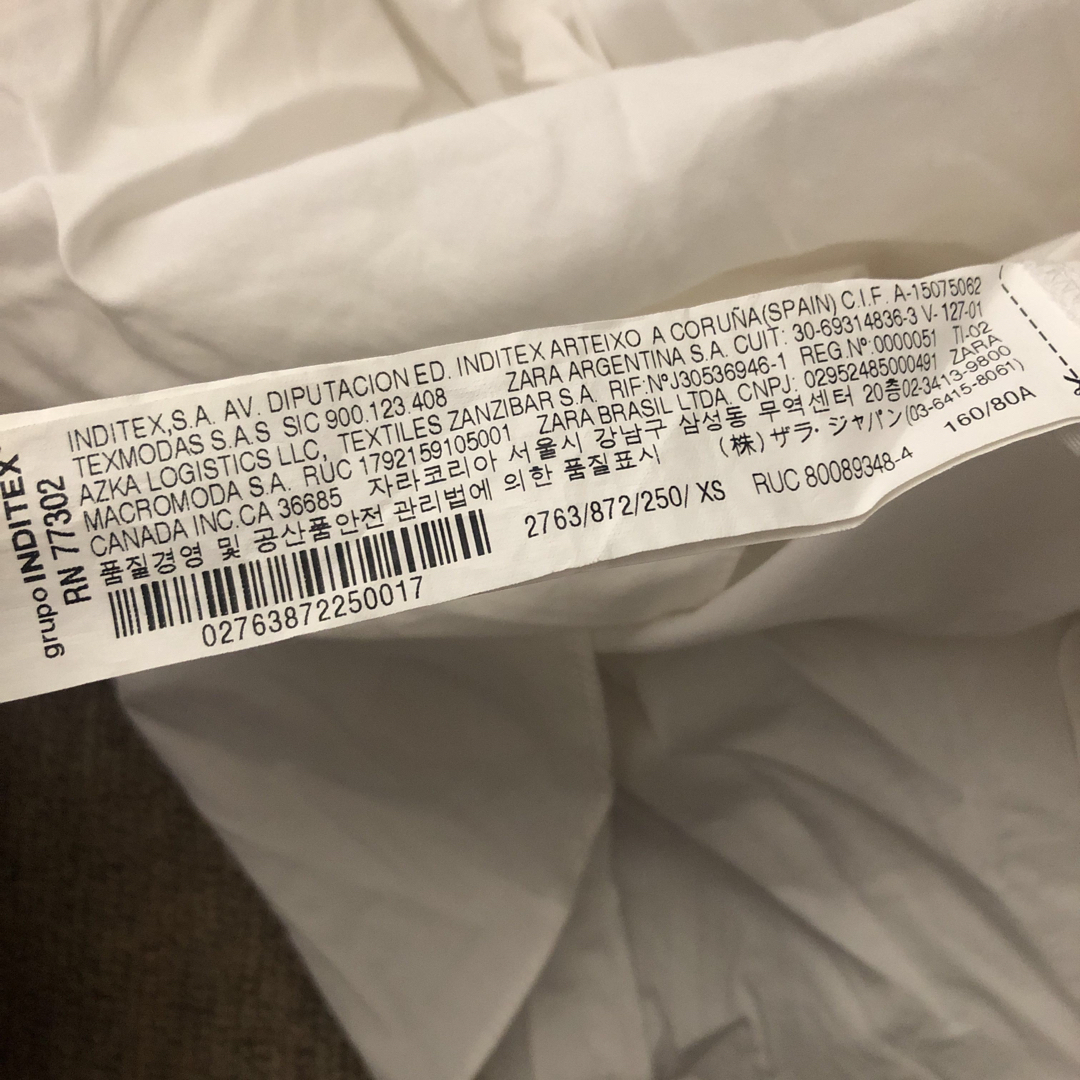 grupo INDITEX
RN 77302
INDITEX,S.A. AV. DIPUTACION ED. INDITEX ARTEIXO A CORUÑA(SPAIN) C.I.F. A-15075062
TEXMODAS S.A.S SIC 900.123.408 ZARA ARGENTINA S.A. CUIT: 30-69314836-3 V- 127-01
AZKA LOGISTICS LLC, TEXTILES ZANZIBAR S.A. RIF:NºJ30536946-1 REG.Nº:0000051 TI-02
MACROMODA S.A. RUC 1792159105001 ZARA BRASIL LTDA. CNPJ: 02952485000491 ZARA
CANADA INC.CA 36685 자라코리아 서울시 강남구 삼성동 무역센터 20층02-3413-9800
품질경영 및 공산품안전 관리법에 의한 품질표시 (株) ザラ・ジャパン(03-6415-8061)
02763872250017
2763/872/250/ XS RUC 80089348-4 160/80A